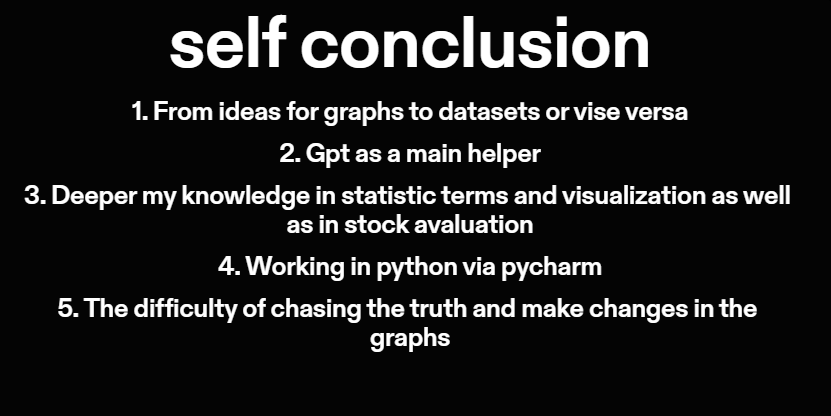 self conclusion
1. From ideas for graphs to datasets or vise versa
2. Gpt as a main helper
3. Deeper my knowledge in statistic terms and visualization as well
as in stock avaluation
4. Working in python via pycharm
5. The difficulty of chasing the truth and make changes in the
graphs